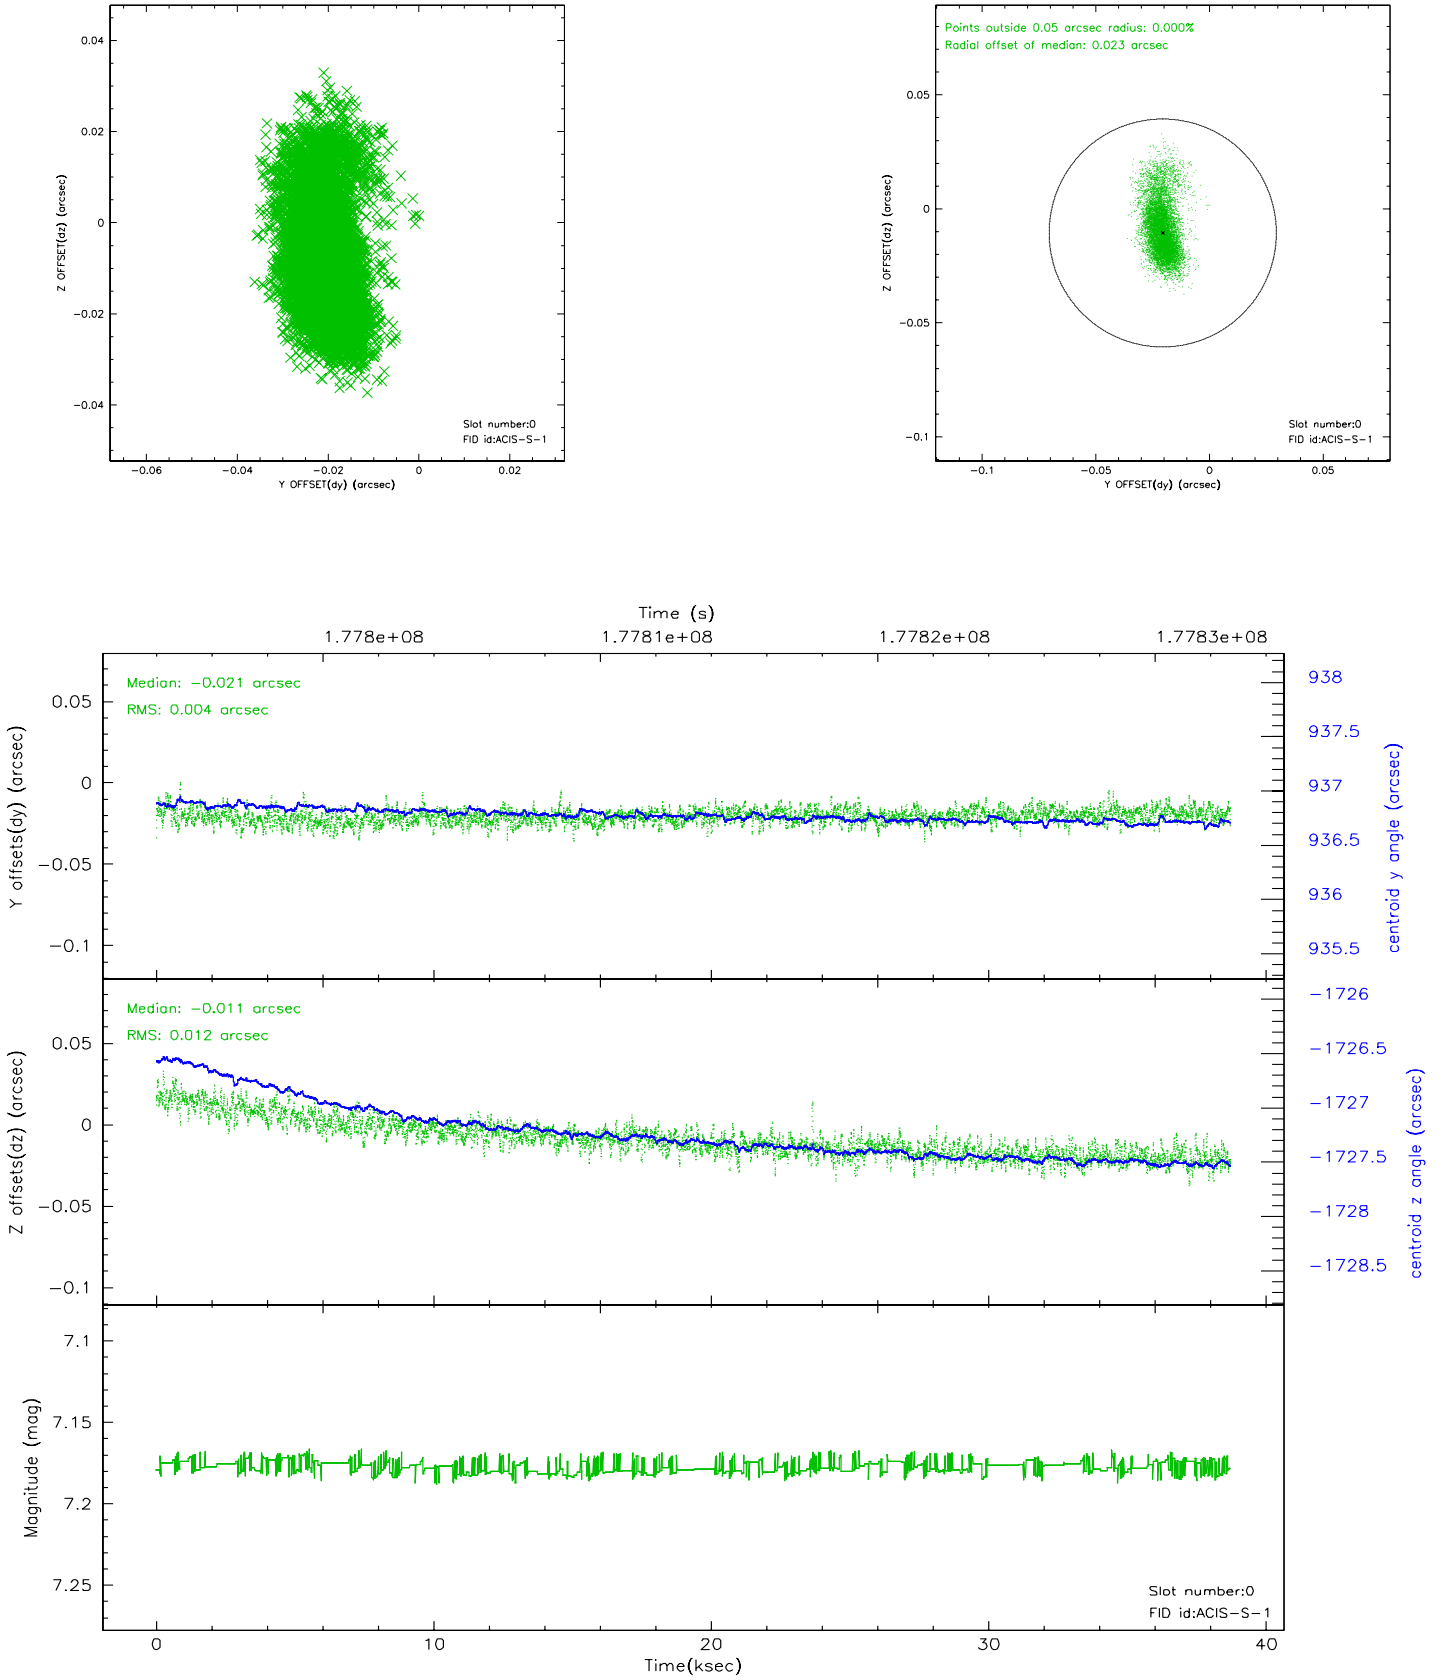 0.04
0.02
0
−0.02
−0.04
Z OFFSET(dz) (arcsec)
Slot number:0
FID id:ACIS−S−1
−0.06 −0.04 −0.02 0 0.02
Y OFFSET(dy) (arcsec)
Points outside 0.05 arcsec radius: 0.000%
Radial offset of median: 0.023 arcsec
0.05
0
−0.05
−0.1
Z OFFSET(dz) (arcsec)
Slot number:0
FID id:ACIS−S−1
−0.1 −0.05 0 0.05
Y OFFSET(dy) (arcsec)
Time (s)
1.778e+08 1.7781e+08 1.7782e+08 1.7783e+08
Median: −0.021 arcsec
RMS: 0.004 arcsec
0.05
0
−0.05
−0.1
Y offsets(dy) (arcsec)
938
937.5
937
936.5
936
935.5
centroid y angle (arcsec)
Median: −0.011 arcsec
RMS: 0.012 arcsec
0.05
0
−0.05
−0.1
Z offsets(dz) (arcsec)
−1726
−1726.5
−1727
−1727.5
−1728
−1728.5
centroid z angle (arcsec)
7.1
7.15
7.2
7.25
Magnitude (mag)
Slot number:0
FID id:ACIS−S−1
0 10 20 30 40
Time(ksec)